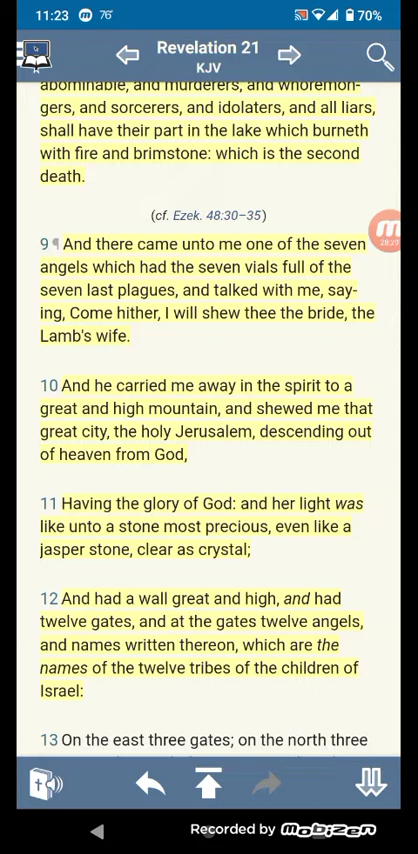 11:23 m 76° 70%
Revelation 21
KJV
abominable, and murderers, and whoremon-
gers, and sorcerers, and idolaters, and all liars,
shall have their part in the lake which burneth
with fire and brimstone: which is the second
death.
(cf. Ezek. 48:30–35)
m
28:29
9 ¶ And there came unto me one of the seven
angels which had the seven vials full of the
seven last plagues, and talked with me, say-
ing, Come hither, I will shew thee the bride, the
Lamb's wife.
10 And he carried me away in the spirit to a
great and high mountain, and shewed me that
great city, the holy Jerusalem, descending out
of heaven from God,
11 Having the glory of God: and her light was
like unto a stone most precious, even like a
jasper stone, clear as crystal;
12 And had a wall great and high, and had
twelve gates, and at the gates twelve angels,
and names written thereon, which are the
names of the twelve tribes of the children of
Israel:
13 On the east three gates; on the north three
Recorded by mobizen